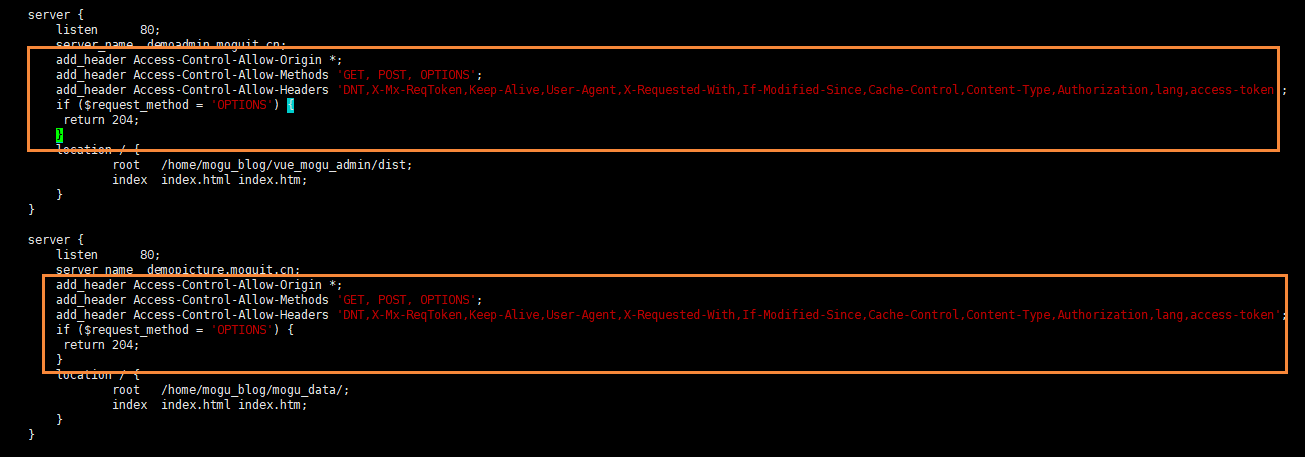 server {
listen 80;
server_name demoadmin.moguit.cn;
add_header Access-Control-Allow-Origin *;
add_header Access-Control-Allow-Methods 'GET, POST, OPTIONS';
add_header Access-Control-Allow-Headers 'DNT,X-Mx-ReqToken,Keep-Alive,User-Agent,X-Requested-With,If-Modified-Since,Cache-Control,Content-Type,Authorization,lang,access-token';
if ($request_method = 'OPTIONS') {
return 204;
}
location / {
root /home/mogu_blog/vue_mogu_admin/dist;
index index.html index.htm;
}
}
server {
listen 80;
server_name demopicture.moguit.cn;
add_header Access-Control-Allow-Origin *;
add_header Access-Control-Allow-Methods 'GET, POST, OPTIONS';
add_header Access-Control-Allow-Headers 'DNT,X-Mx-ReqToken,Keep-Alive,User-Agent,X-Requested-With,If-Modified-Since,Cache-Control,Content-Type,Authorization,lang,access-token';
if ($request_method = 'OPTIONS') {
return 204;
}
location / {
root /home/mogu_blog/mogu_data/;
index index.html index.htm;
}
}